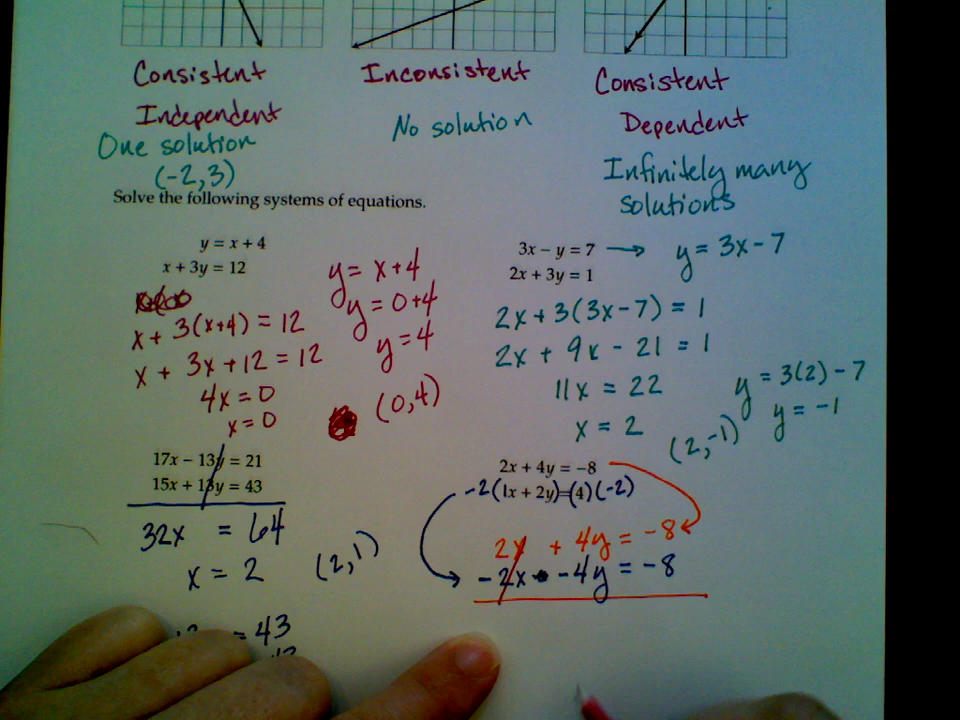 Consistent
Independent
One solution
(-2,3)
Inconsistent
No solution
Consistent
Dependent
Infinitely many
solutions
Solve the following systems of equations.
y = x + 4
x + 3y = 12
x + 3(x+4) = 12
x + 3x + 12 = 12
4x = 0
x = 0
y = x+4
y = 0+4
y = 4
(0,4)
3x − y = 7 → y = 3x − 7
2x + 3y = 1
2x + 3(3x − 7) = 1
2x + 9x − 21 = 1
11x = 22
x = 2
y = 3(2) − 7
y = −1
(2,−1)
17x − 13y = 21
15x + 13y = 43
32x = 64
x = 2
(2,1)
= 43
2x + 4y = −8
-2(1x + 2y)=(4)(-2)
2x + 4y = -8
-2x - 4y = -8